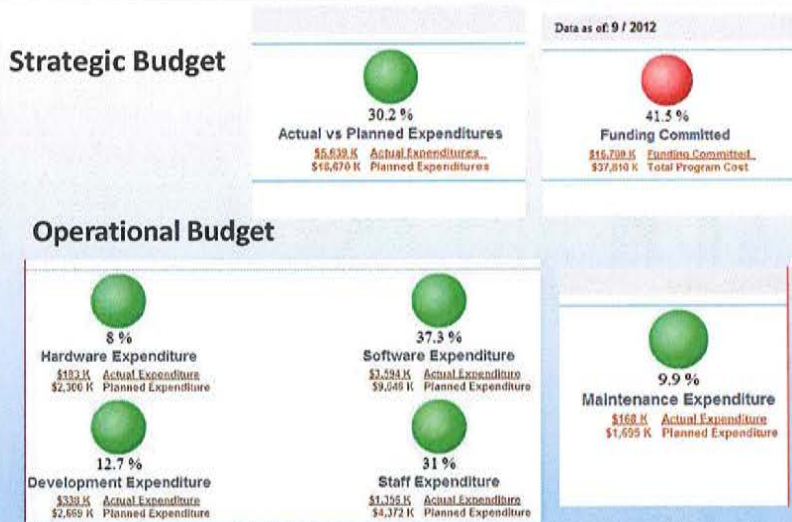 Data as of: 9 / 2012
Strategic Budget
30.2 %
Actual vs Planned Expenditures
$5,639 K Actual Expenditures
$18,670 K Planned Expenditures
41.5 %
Funding Committed
$15,709 K Funding Committed
$37,810 K Total Program Cost
Operational Budget
8 %
Hardware Expenditure
$183 K Actual Expenditure
$2,300 K Planned Expenditure
37.3 %
Software Expenditure
$3,594 K Actual Expenditure
$9,646 K Planned Expenditure
9.9 %
Maintenance Expenditure
$168 K Actual Expenditure
$1,695 K Planned Expenditure
12.7 %
Development Expenditure
$338 K Actual Expenditure
$2,669 K Planned Expenditure
31 %
Staff Expenditure
$1,356 K Actual Expenditure
$4,372 K Planned Expenditure